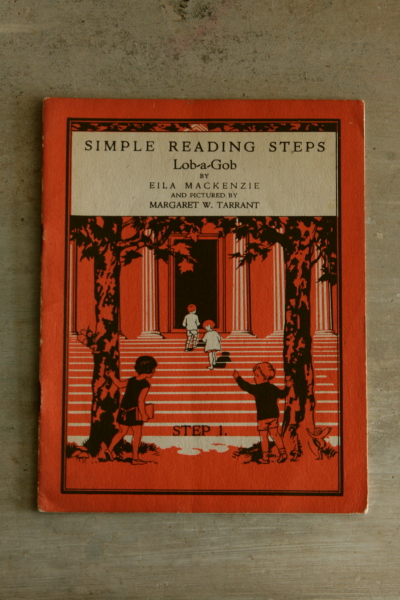 SIMPLE READING STEPS
Lob-a-Gob
BY
EILA MACKENZIE
AND PICTURED BY
MARGARET W. TARRANT
STEP 1.